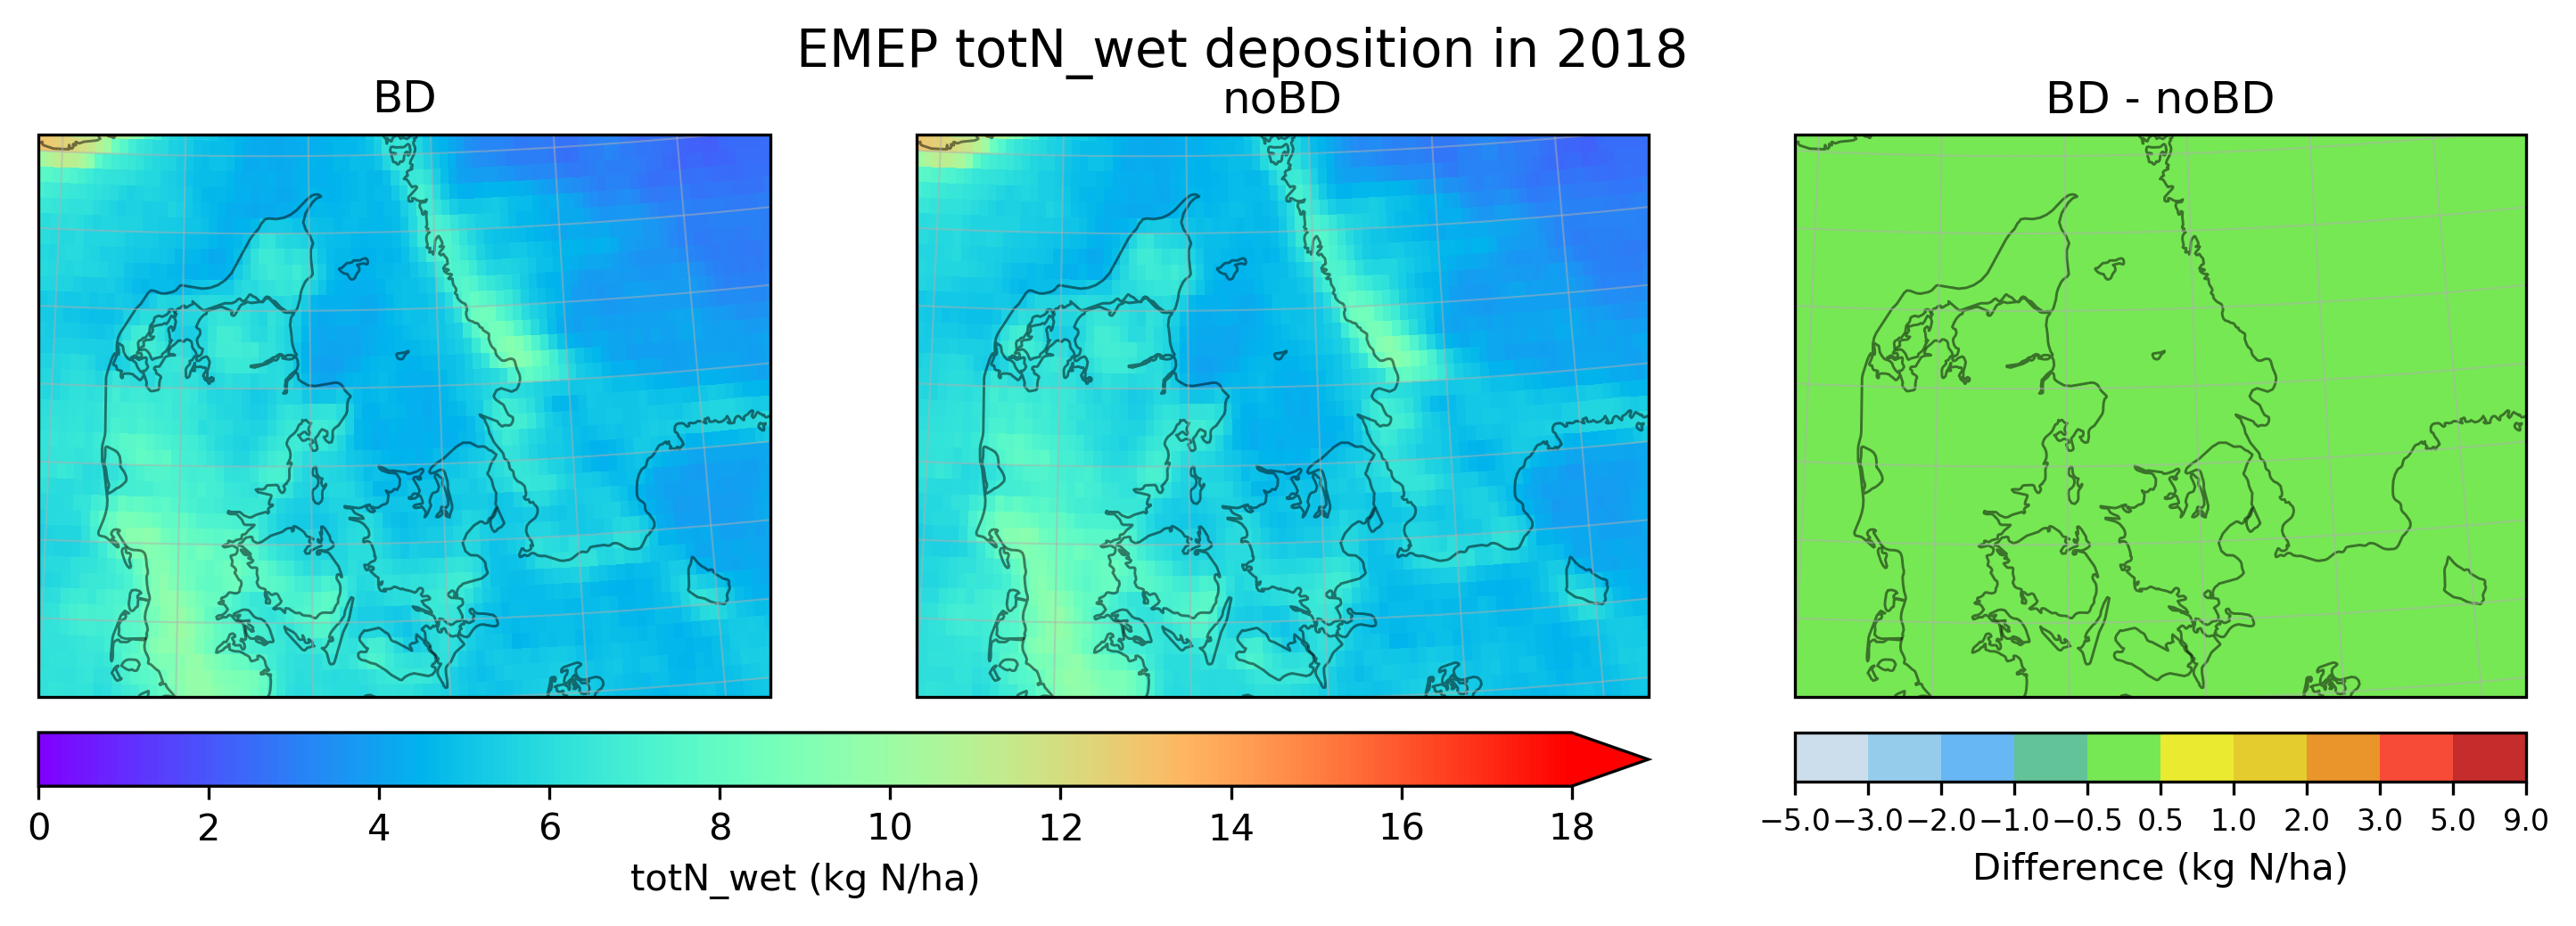 EMEP totN_wet deposition in 2018
BD
noBD
BD - noBD
0 2 4 6 8 10 12 14 16 18
totN_wet (kg N/ha)
−5.0 −3.0 −2.0 −1.0 −0.5 0.5 1.0 2.0 3.0 5.0 9.0
Difference (kg N/ha)